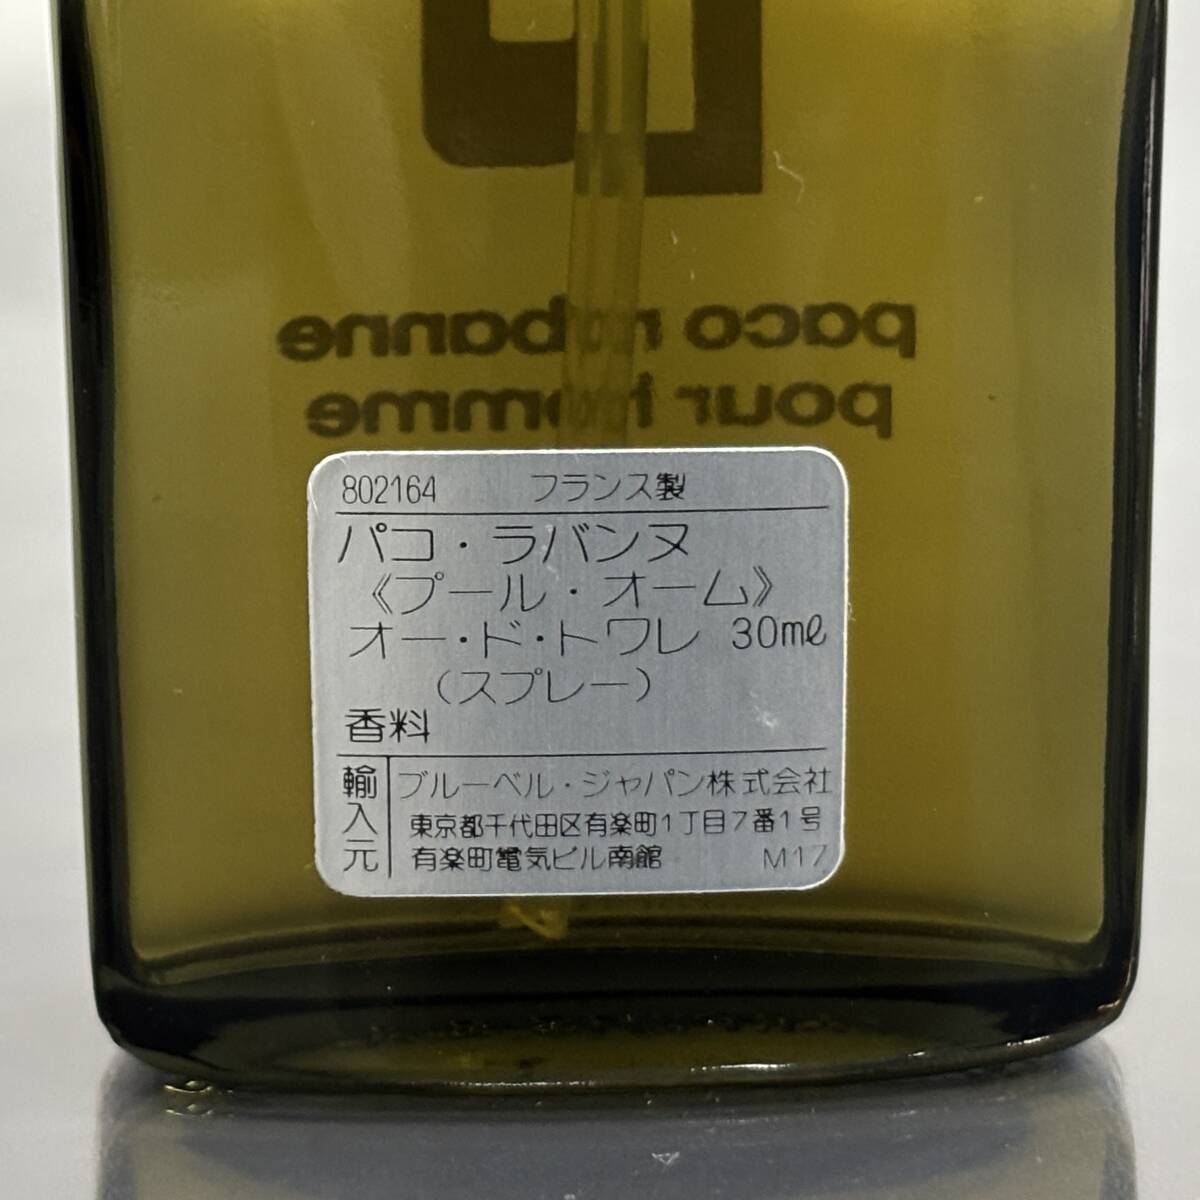 paco rabanne
pour homme
802164 フランス製
パコ・ラバンヌ
《プール・オーム》
オー・ド・トワレ 30mℓ
(スプレー)
香料
輸入元
ブルーベル・ジャパン株式会社
東京都千代田区有楽町1丁目7番1号
有楽町電気ビル南館 M17